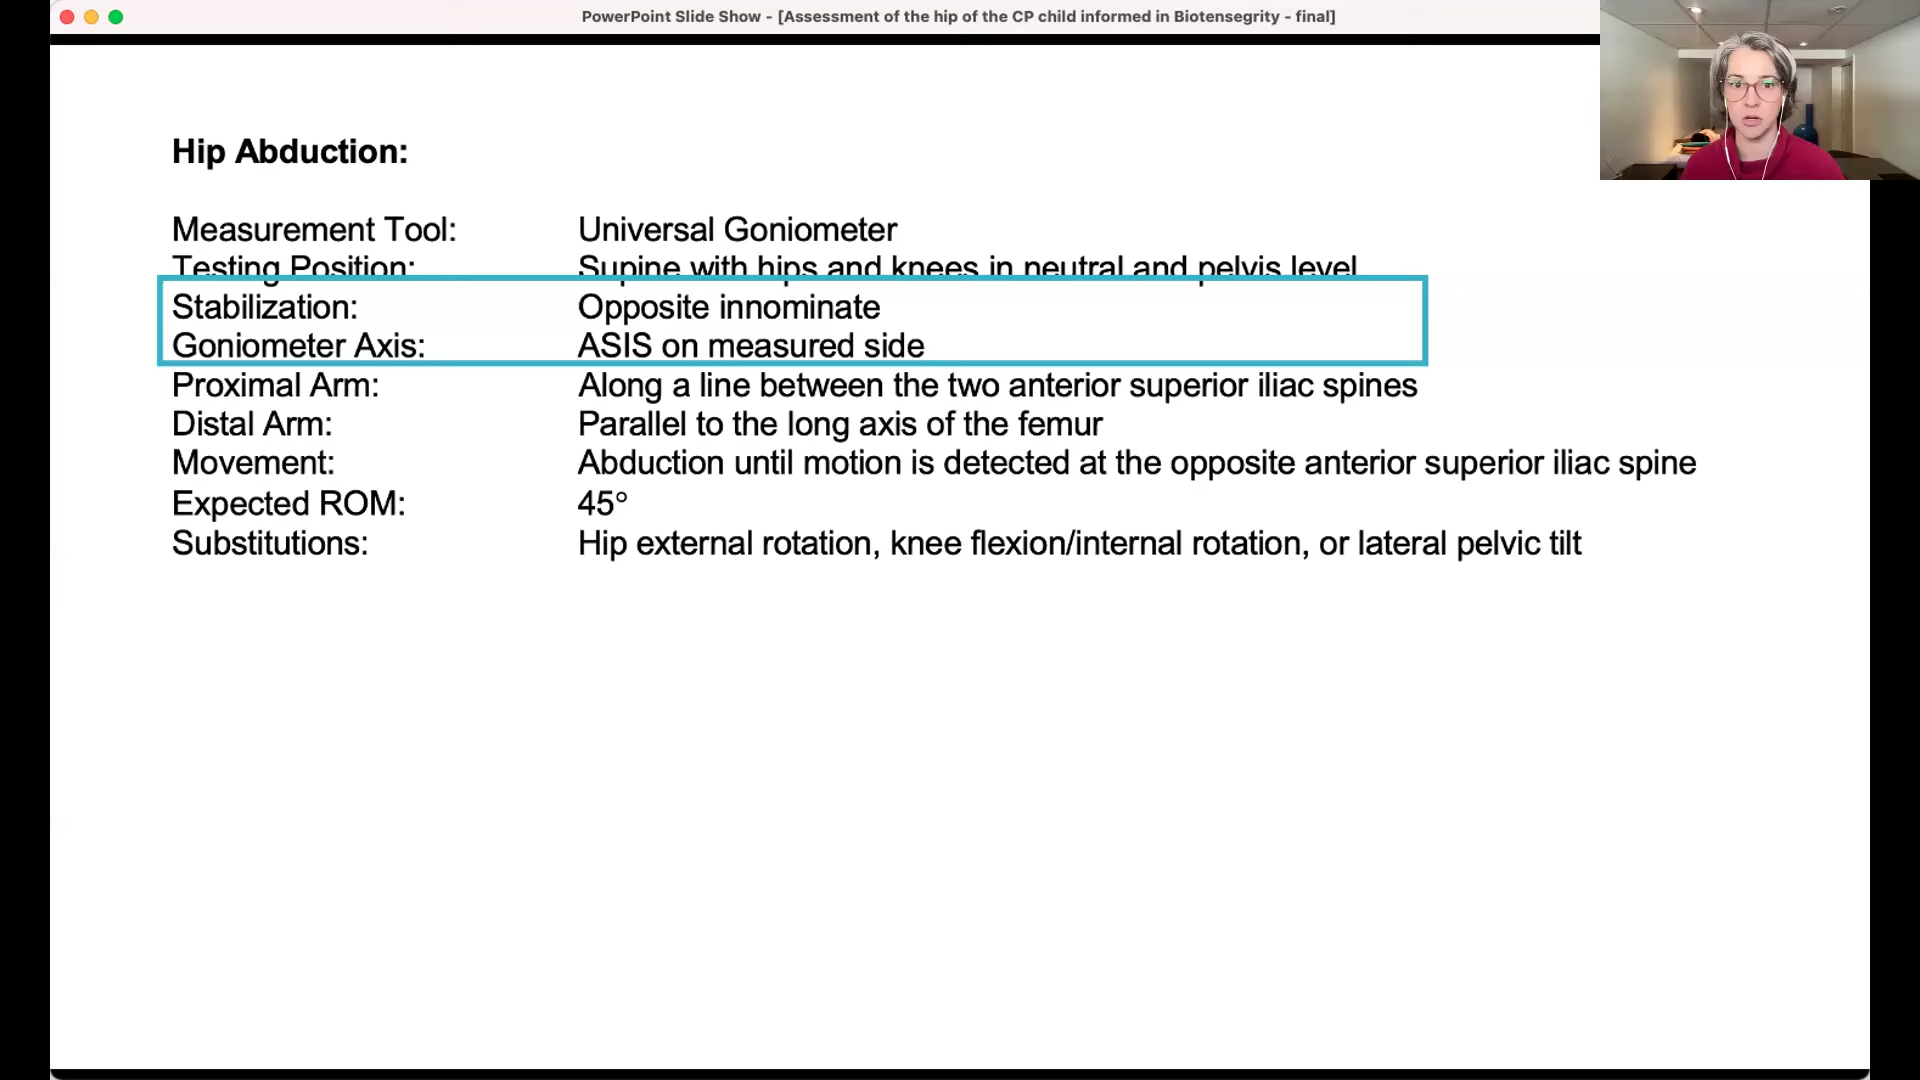 PowerPoint Slide Show - [Assessment of the hip of the CP child informed in Biotensegrity - final]
Hip Abduction:
Measurement Tool: Universal Goniometer
Testing Position: Supine with hips and knees in neutral and pelvis level
Stabilization: Opposite innominate
Goniometer Axis: ASIS on measured side
Proximal Arm: Along a line between the two anterior superior iliac spines
Distal Arm: Parallel to the long axis of the femur
Movement: Abduction until motion is detected at the opposite anterior superior iliac spine
Expected ROM: 45°
Substitutions: Hip external rotation, knee flexion/internal rotation, or lateral pelvic tilt